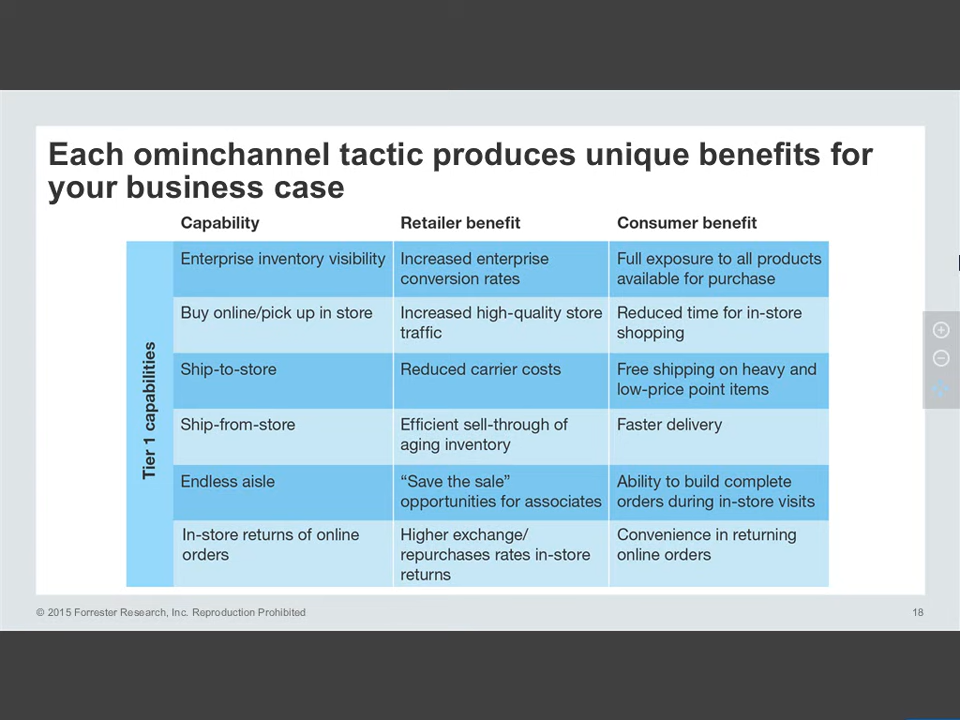 Each ominchannel tactic produces unique benefits for
your business case
Capability Retailer benefit Consumer benefit
Tier 1 capabilities
Enterprise inventory visibility Increased enterprise Full exposure to all products
conversion rates available for purchase
Buy online/pick up in store Increased high-quality store Reduced time for in-store
traffic shopping
Ship-to-store Reduced carrier costs Free shipping on heavy and
low-price point items
Ship-from-store Efficient sell-through of Faster delivery
aging inventory
Endless aisle “Save the sale” Ability to build complete
opportunities for associates orders during in-store visits
In-store returns of online Higher exchange/ Convenience in returning
orders repurchases rates in-store online orders
returns
© 2015 Forrester Research, Inc. Reproduction Prohibited 18